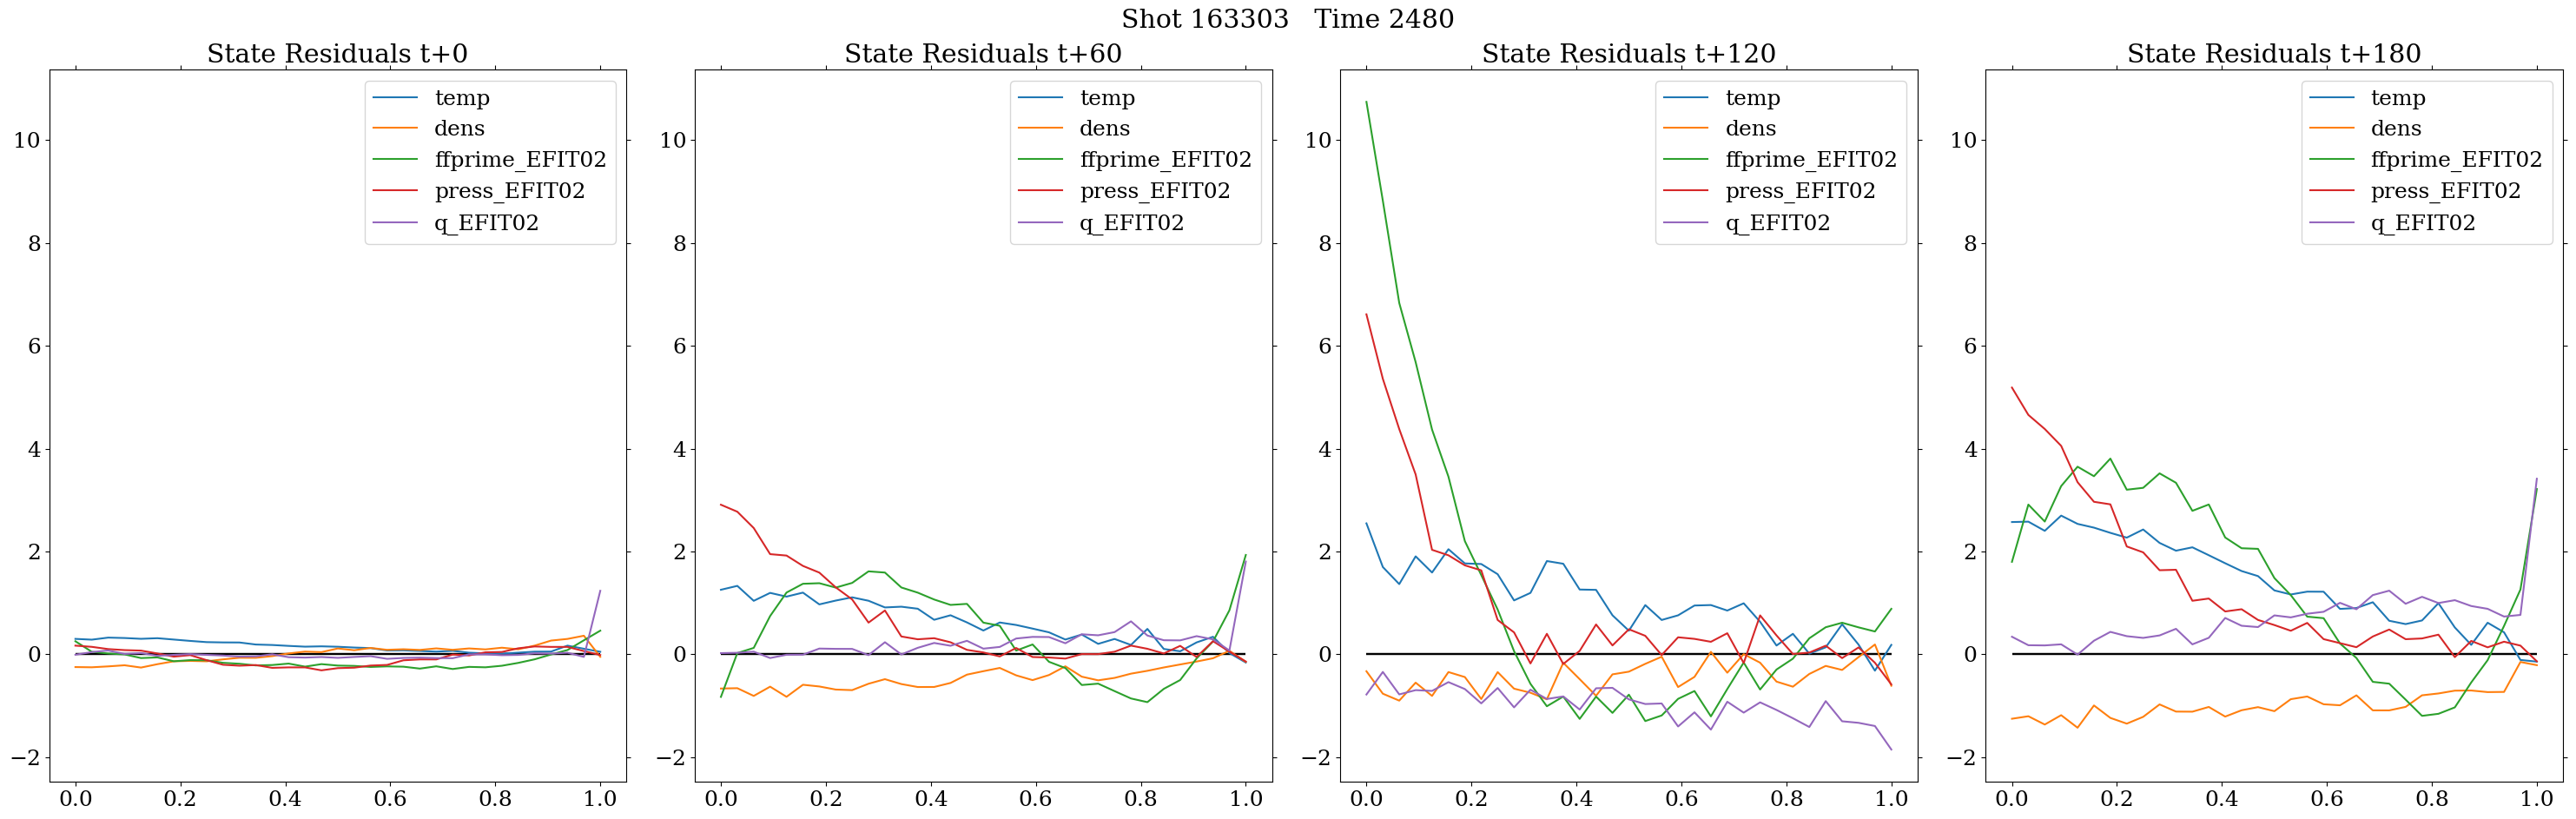 Shot 163303   Time 2480
State Residuals t+0
10
8
6
4
2
0
−2
0.0 0.2 0.4 0.6 0.8 1.0
temp
dens
ffprime_EFIT02
press_EFIT02
q_EFIT02
State Residuals t+60
10
8
6
4
2
0
−2
0.0 0.2 0.4 0.6 0.8 1.0
temp
dens
ffprime_EFIT02
press_EFIT02
q_EFIT02
State Residuals t+120
10
8
6
4
2
0
−2
0.0 0.2 0.4 0.6 0.8 1.0
temp
dens
ffprime_EFIT02
press_EFIT02
q_EFIT02
State Residuals t+180
10
8
6
4
2
0
−2
0.0 0.2 0.4 0.6 0.8 1.0
temp
dens
ffprime_EFIT02
press_EFIT02
q_EFIT02